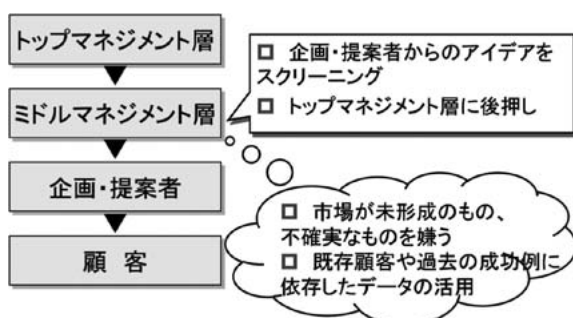 トップマネジメント層
ミドルマネジメント層
企画・提案者
顧 客
□ 企画・提案者からのアイデアを
スクリーニング
□ トップマネジメント層に後押し
□ 市場が未形成のもの、
不確実なものを嫌う
□ 既存顧客や過去の成功例に
依存したデータの活用